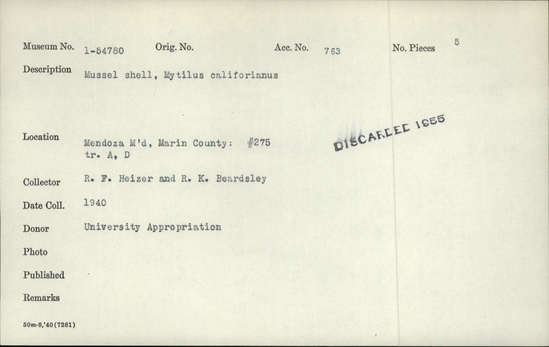 Museum No. 1-54780 Orig. No. Acc. No. 763 No. Pieces 5
Description Mussel shell, Mytilus califorianus
Location Mendoza M'd, Marin County: #275
tr. A, D
DISCARDED 1955
Collector R. F. Heizer and R. K. Beardsley
Date Coll. 1940
Donor University Appropriation
Photo
Published
Remarks
50m-8,'40(7281)